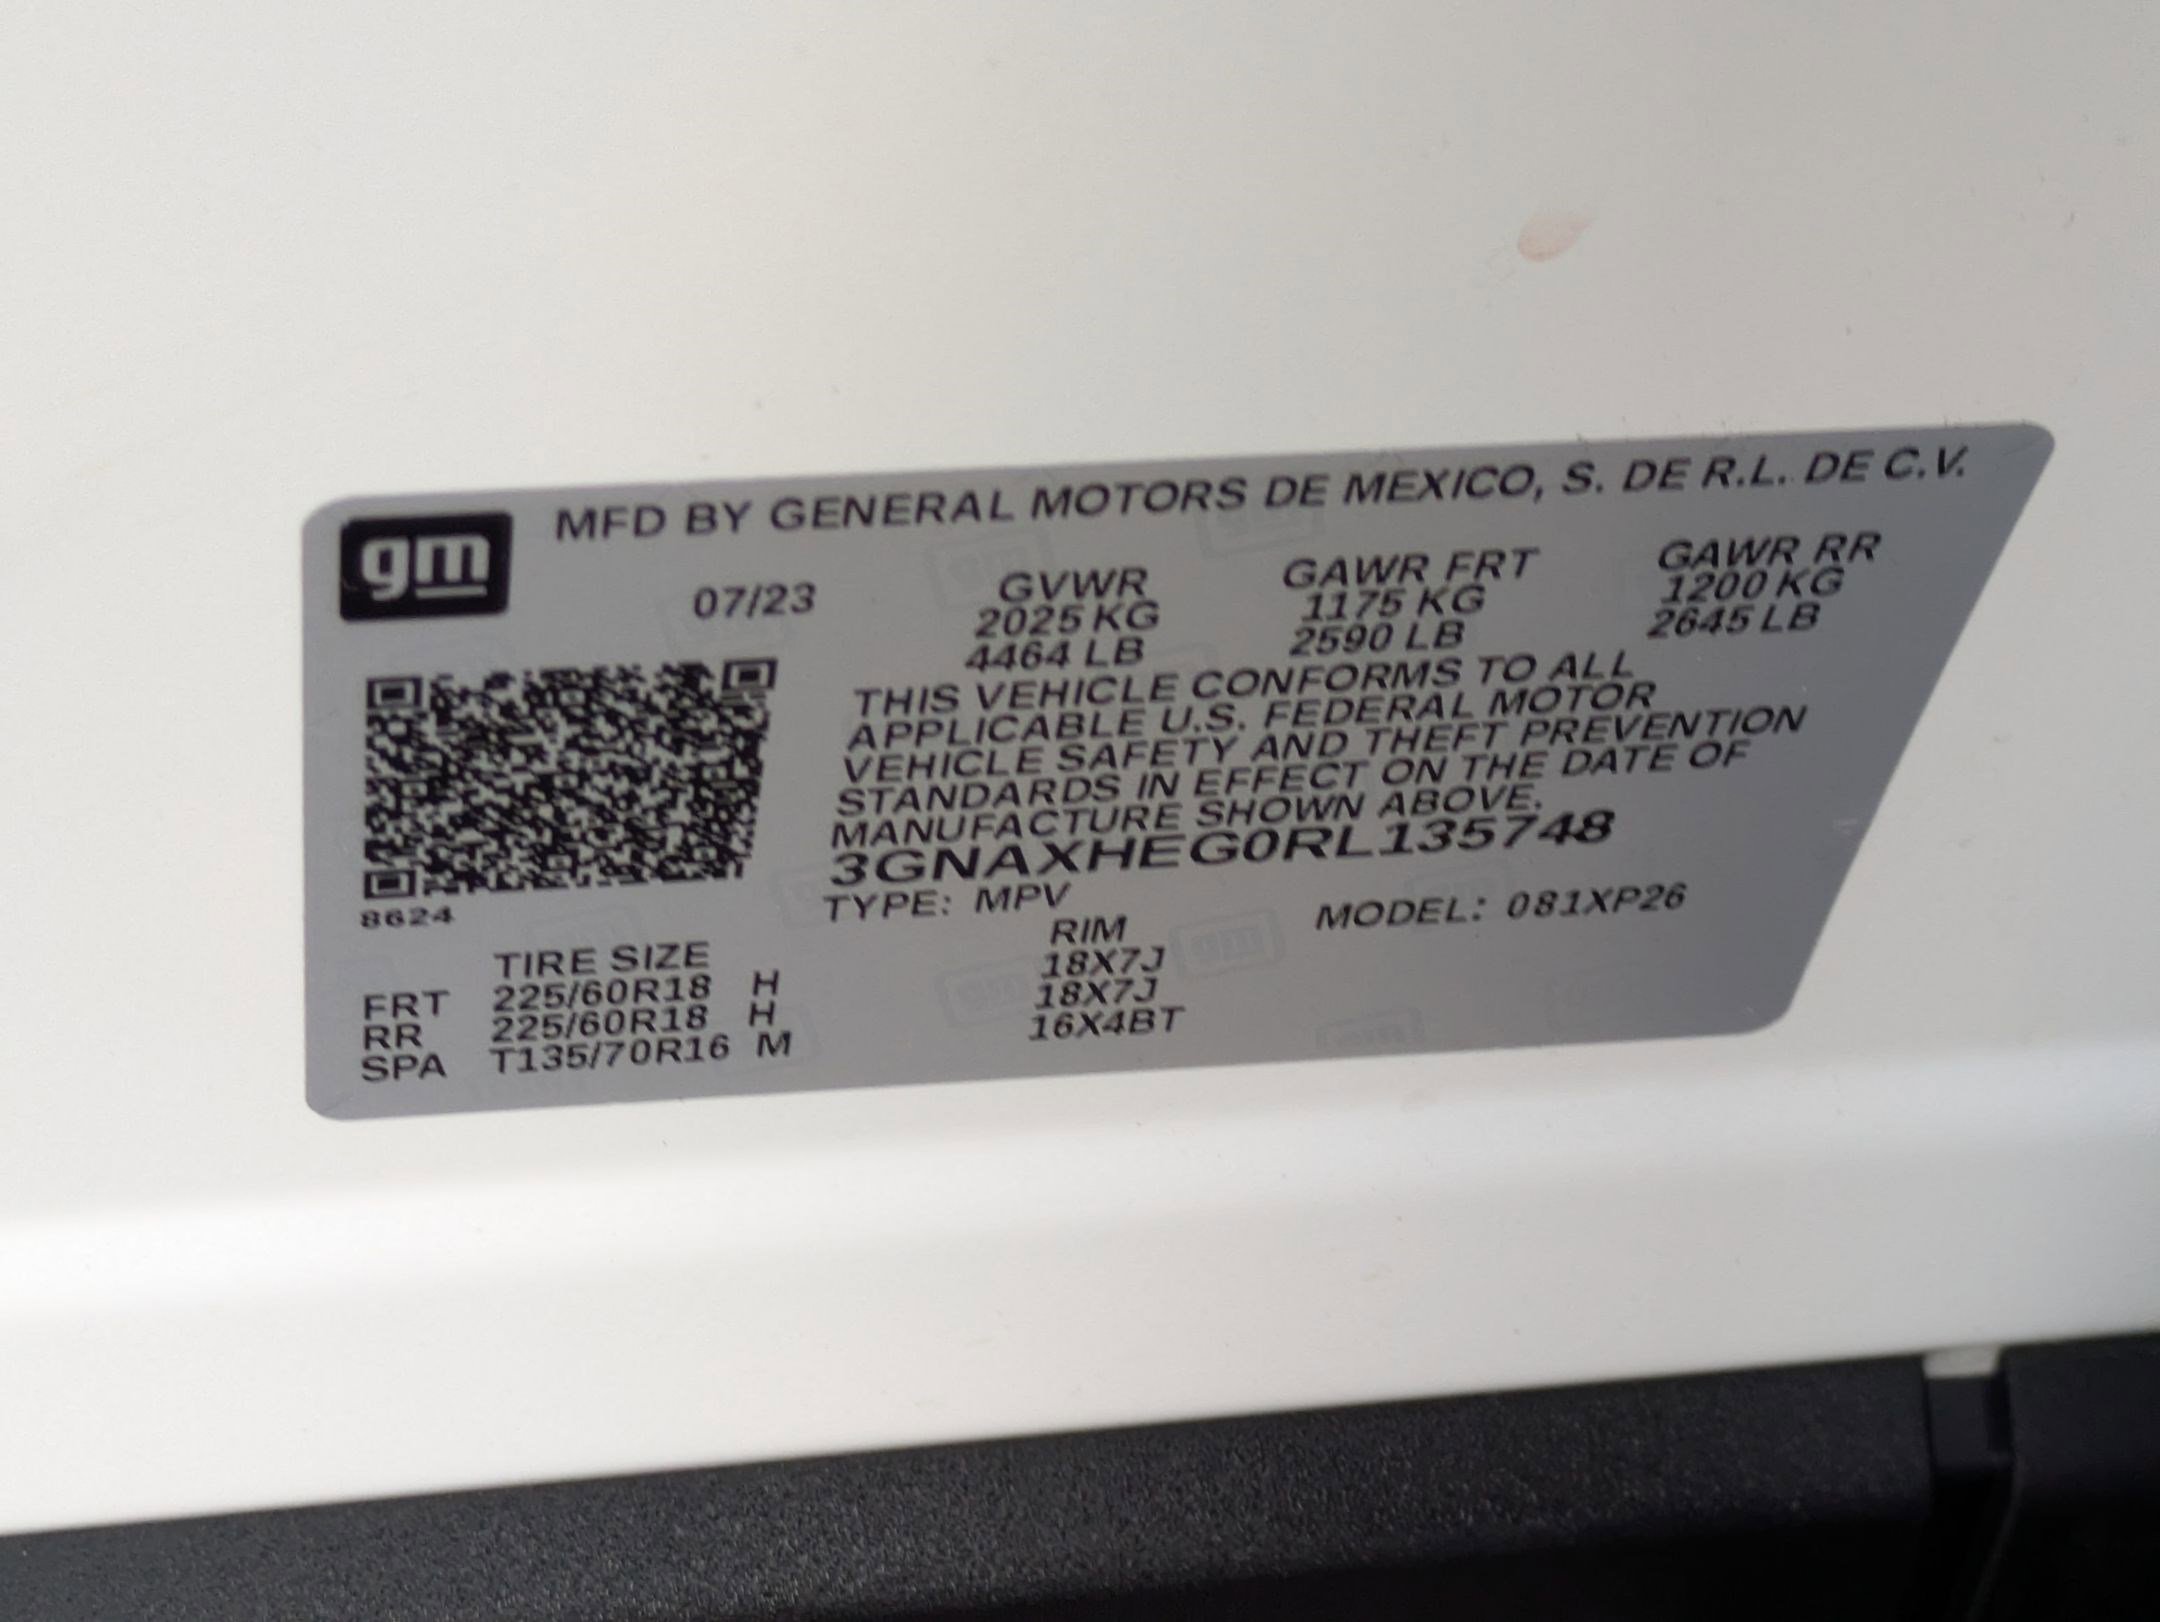 gm
MFD BY GENERAL MOTORS DE MEXICO, S. DE R.L. DE C.V.
07/23 GVWR GAWR FRT GAWR RR
2025 KG 1175 KG 1200 KG
4464 LB 2590 LB 2645 LB
THIS VEHICLE CONFORMS TO ALL
APPLICABLE U.S. FEDERAL MOTOR
VEHICLE SAFETY AND THEFT PREVENTION
STANDARDS IN EFFECT ON THE DATE OF
MANUFACTURE SHOWN ABOVE.
3GNAXHEG0RL135748
8624
TYPE: MPV MODEL: 081XP26
TIRE SIZE RIM
FRT 225/60R18 H 18X7J
RR 225/60R18 H 18X7J
SPA T135/70R16 M 16X4BT